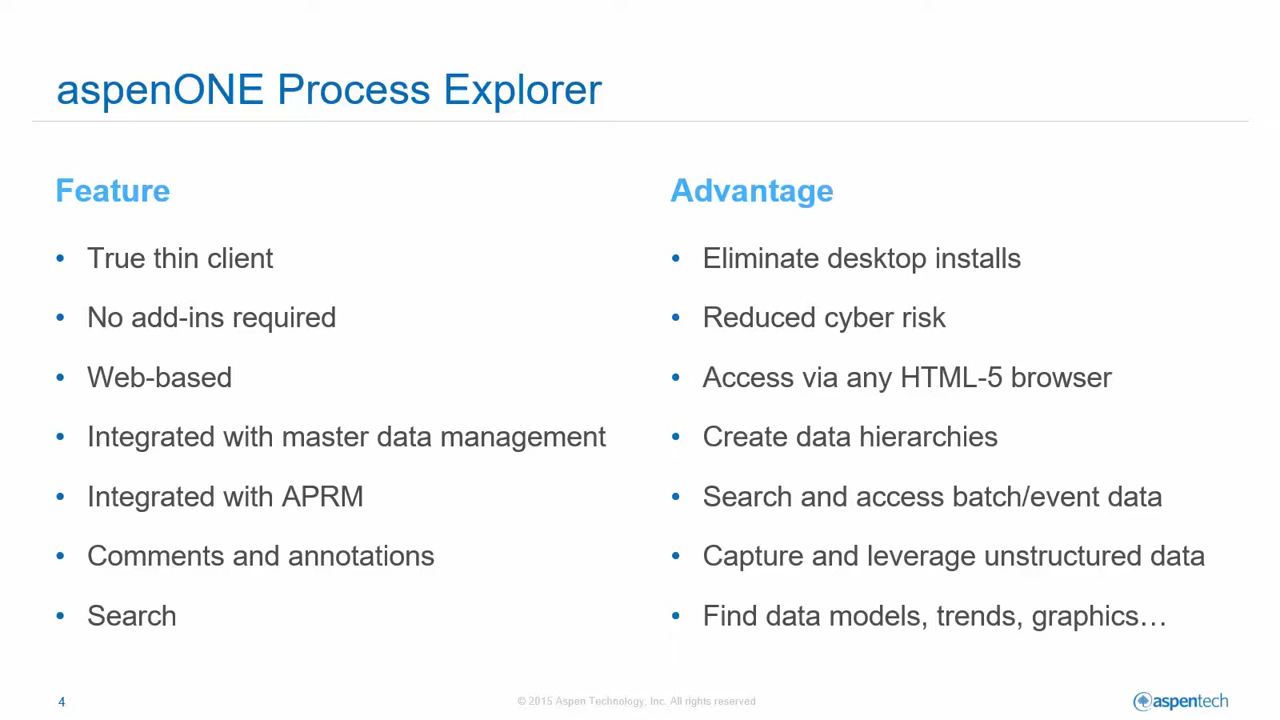 aspenONE Process Explorer
Feature
• True thin client
• No add-ins required
• Web-based
• Integrated with master data management
• Integrated with APRM
• Comments and annotations
• Search
Advantage
• Eliminate desktop installs
• Reduced cyber risk
• Access via any HTML-5 browser
• Create data hierarchies
• Search and access batch/event data
• Capture and leverage unstructured data
• Find data models, trends, graphics…
4
© 2015 Aspen Technology, Inc. All rights reserved
aspentech